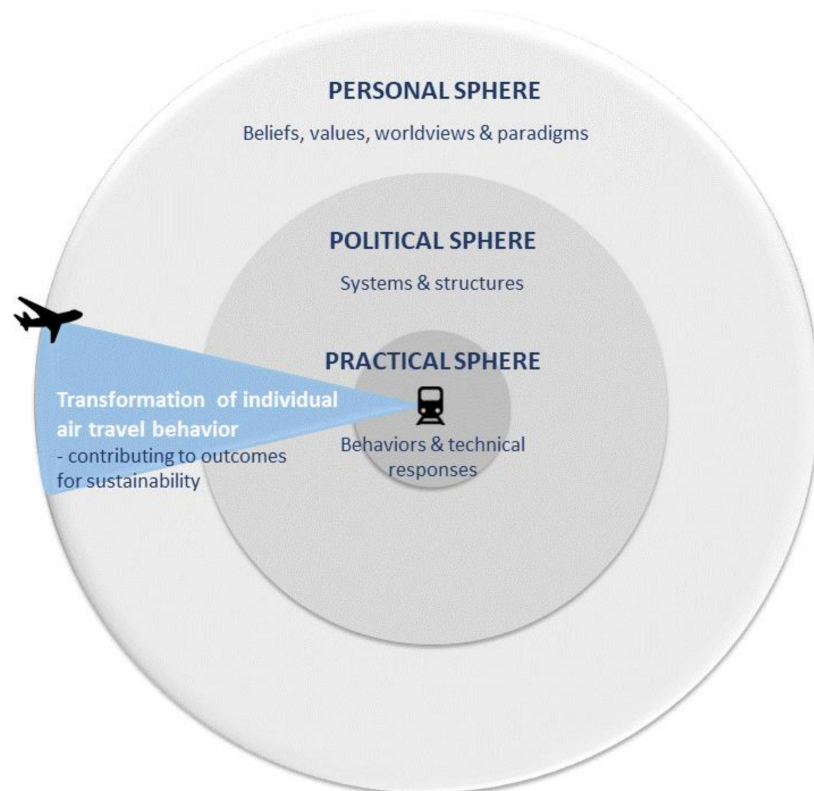 PERSONAL SPHERE
Beliefs, values, worldviews & paradigms
POLITICAL SPHERE
Systems & structures
PRACTICAL SPHERE
Behaviors & technical
responses
Transformation of individual
air travel behavior
- contributing to outcomes
for sustainability